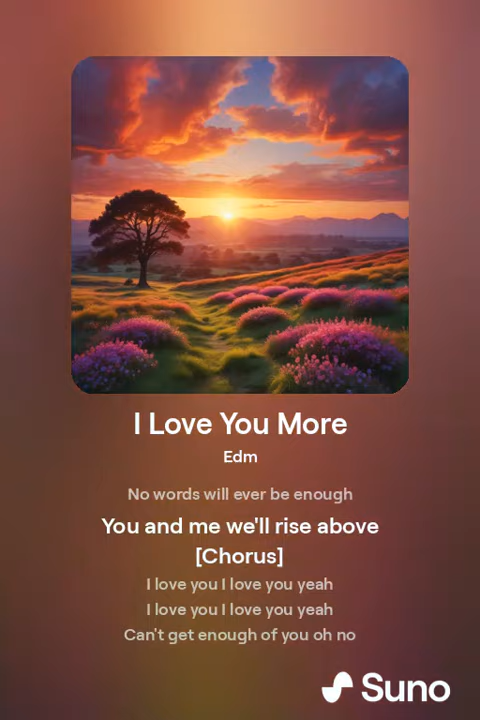 I Love You More
Edm
No words will ever be enough
You and me we'll rise above
[Chorus]
I love you I love you yeah
I love you I love you yeah
Can't get enough of you oh no
Suno